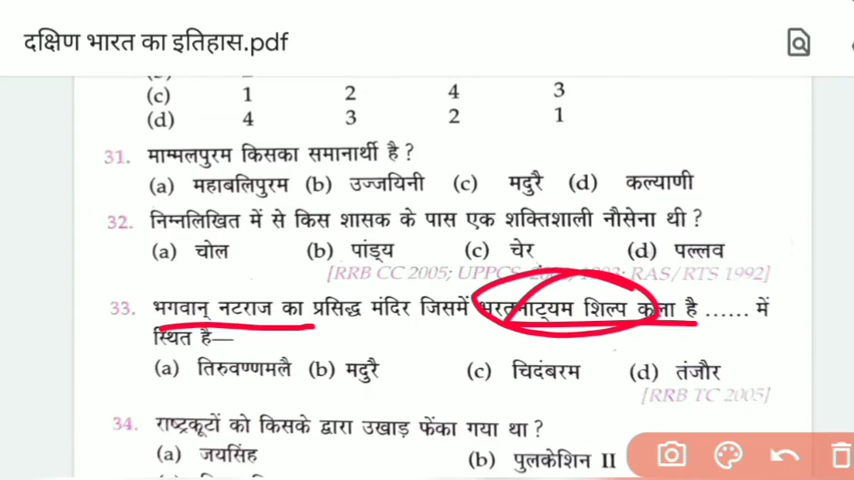 दक्षिण भारत का इतिहास.pdf
(c) 1 2 4 3
(d) 4 3 2 1
31. माम्मलपुरम किसका समानार्थी है ?
(a) महाबलिपुरम (b) उज्जयिनी (c) मदुरै (d) कल्याणी
32. निम्नलिखित में से किस शासक के पास एक शक्तिशाली नौसेना थी ?
(a) चोल (b) पांड्य (c) चेर (d) पल्लव
[RRB CC 2005; UPPCS 1992; RAS/RTS 1992]
33. भगवान् नटराज का प्रसिद्ध मंदिर जिसमें भरतनाट्यम शिल्प कला है ...... में
स्थित है—
(a) तिरुवण्णमलै (b) मदुरै (c) चिदंबरम (d) तंजौर
[RRB TC 2005]
34. राष्ट्रकूटों को किसके द्वारा उखाड़ फेंका गया था ?
(a) जयसिंह (b) पुलकेशिन II